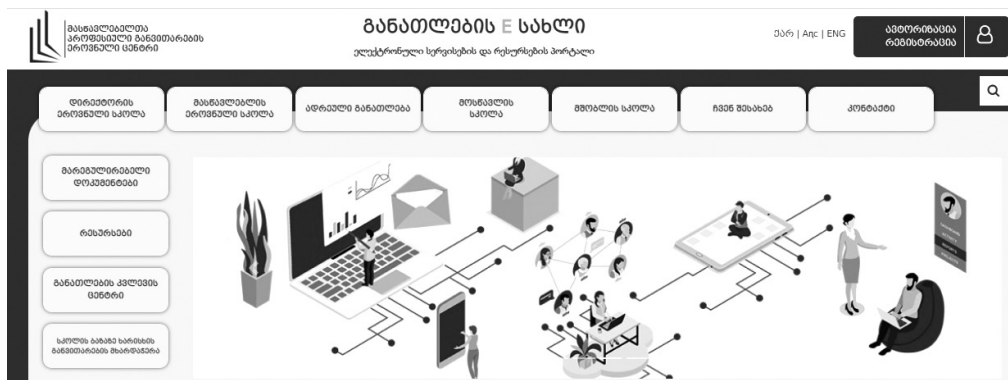 მასწავლებელთა
პროფესიული განვითარების
ეროვნული ცენტრი
განათლების E სახლი
ელექტრონული სერვისების და რესურსების პორტალი
ქარ | Аԥс | ENG
ავტორიზაცია
რეგისტრაცია
დირექტორის
ეროვნული სკოლა
მასწავლებლის
ეროვნული სკოლა
ადრეული განათლება
მოსწავლის
სკოლა
მშობლის სკოლა
ჩვენ შესახებ
კონტაქტი
მარეგულირებელი
დოკუმენტები
რესურსები
განათლების კვლევის
ცენტრი
სკოლის ბაზაზე ხარისხის
განვითარების მხარდაჭერა